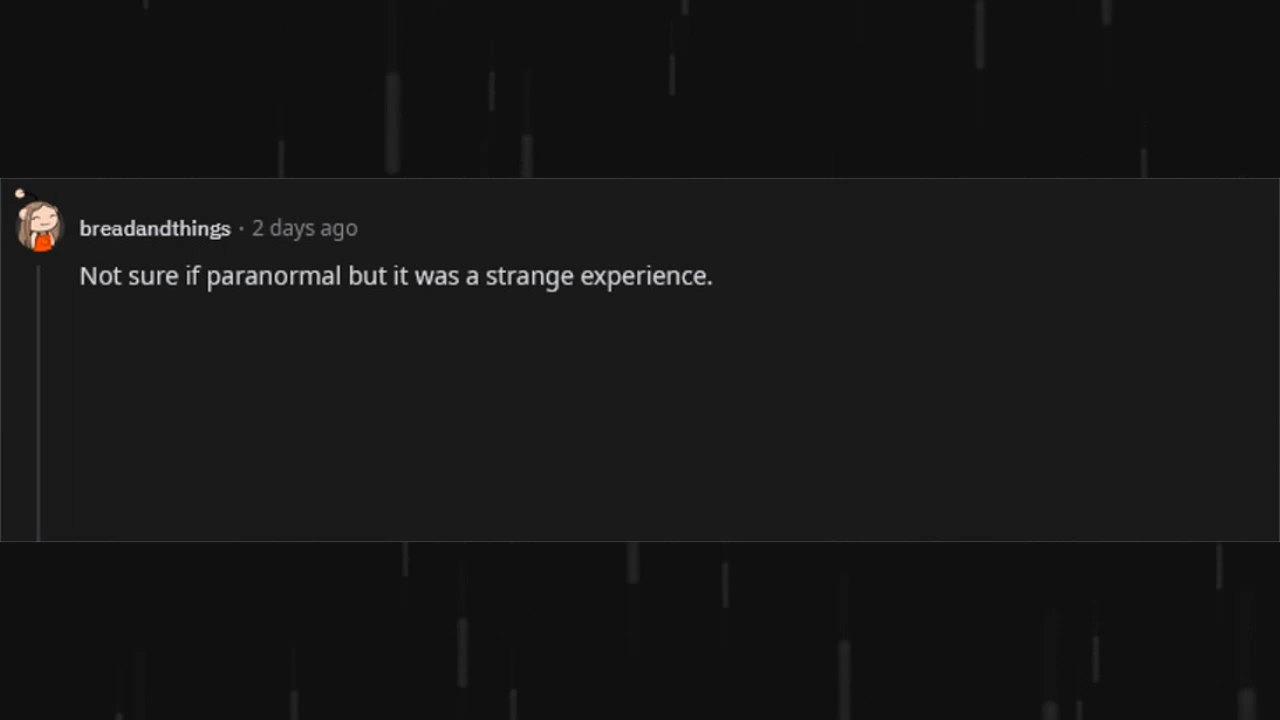 breadandthings · 2 days ago
Not sure if paranormal but it was a strange experience.